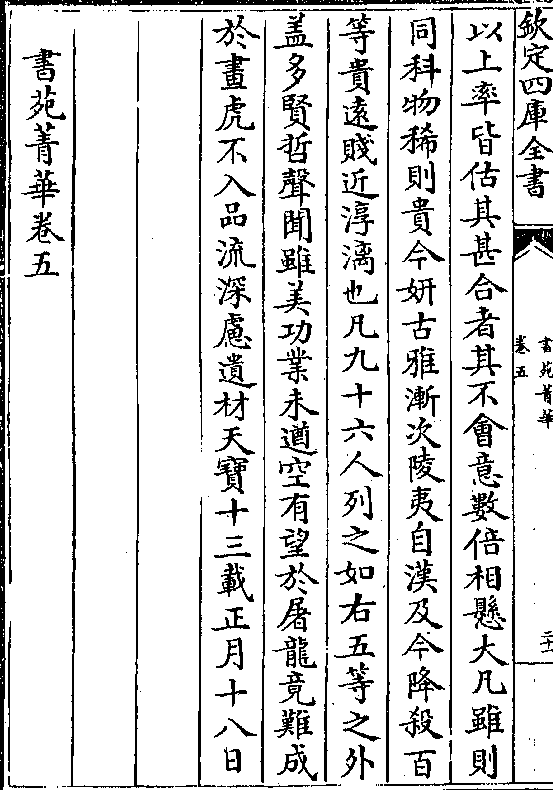 欽定四庫全書
書苑菁華
卷五
二十一
以上率皆估其甚合者其不會意數倍相懸大凡雖則
同科物稀則貴今妍古雅漸次陵夷自漢及今降殺百
等貴遠賤近淳漓也凡九十六人列之如右五等之外
盖多賢哲聲聞雖美功業未遒空有望於屠龍竟難成
於畫虎不入品流深慮遺材天寶十三載正月十八日
書苑菁華卷五